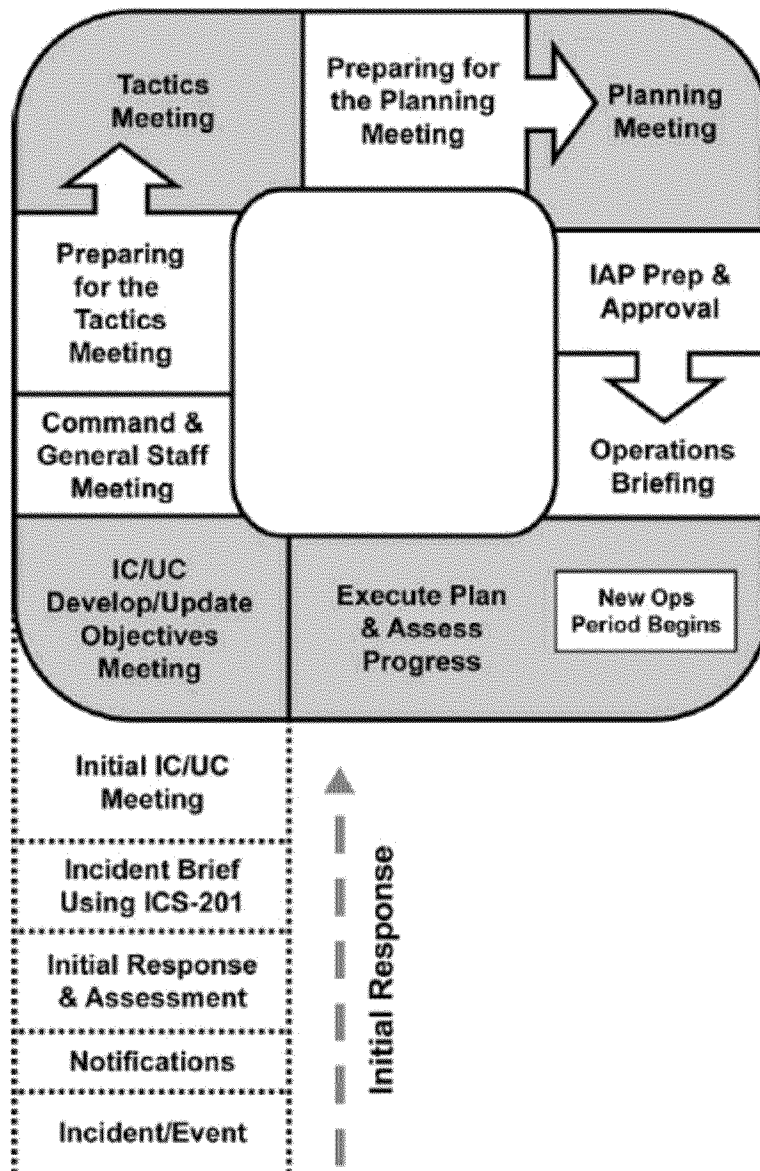 Tactics
Meeting
Preparing for
the Planning
Meeting
Planning
Meeting
Preparing
for the
Tactics
Meeting
IAP Prep &
Approval
Command &
General Staff
Meeting
Operations
Briefing
IC/UC
Develop/Update
Objectives
Meeting
Execute Plan
& Assess
Progress
New Ops
Period Begins
Initial IC/UC
Meeting
Incident Brief
Using ICS-201
Initial Response
& Assessment
Notifications
Incident/Event
Initial Response